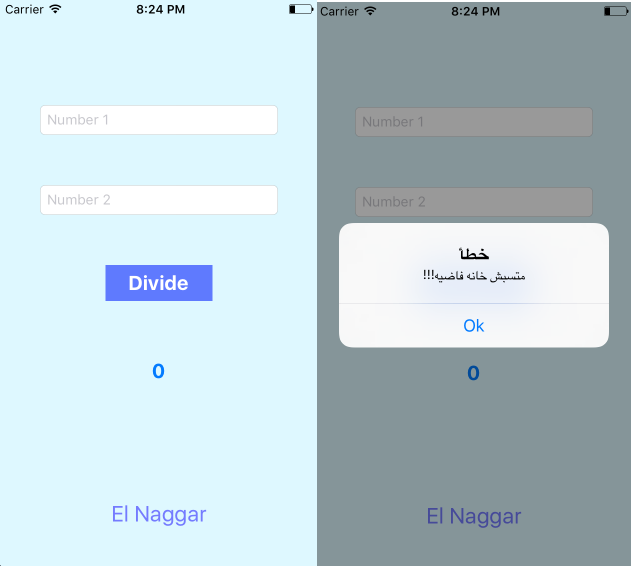 Carrier 8:24 PM
Number 1
Number 2
Divide
0
El Naggar
Carrier 8:24 PM
Number 1
Number 2
خطأ
متسبش خانه فاضيه!!!
Ok
0
El Naggar